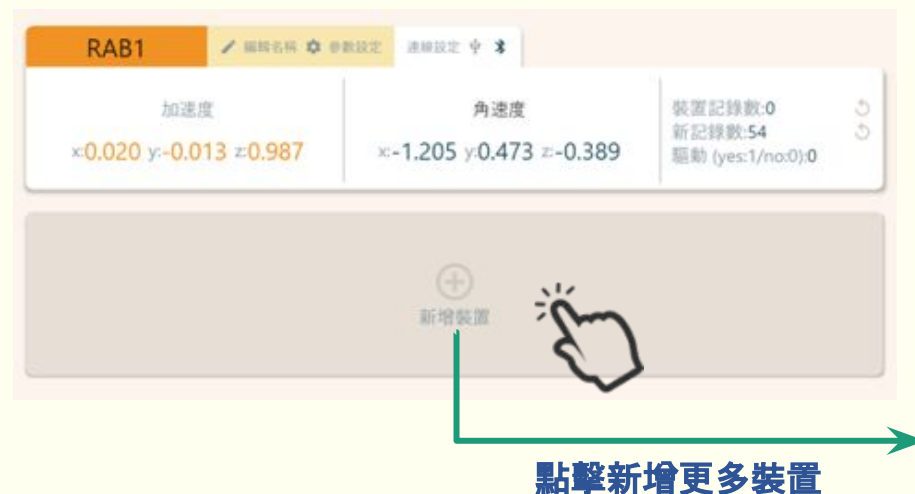 RAB1 編輯名稱 參數設定 連線設定
加速度
x:0.020 y:-0.013 z:0.987
角速度
x:-1.205 y:0.473 z:-0.389
裝置記錄數:0
新記錄數:54
驅動 (yes:1/no:0):0
新增裝置
點擊新增更多裝置